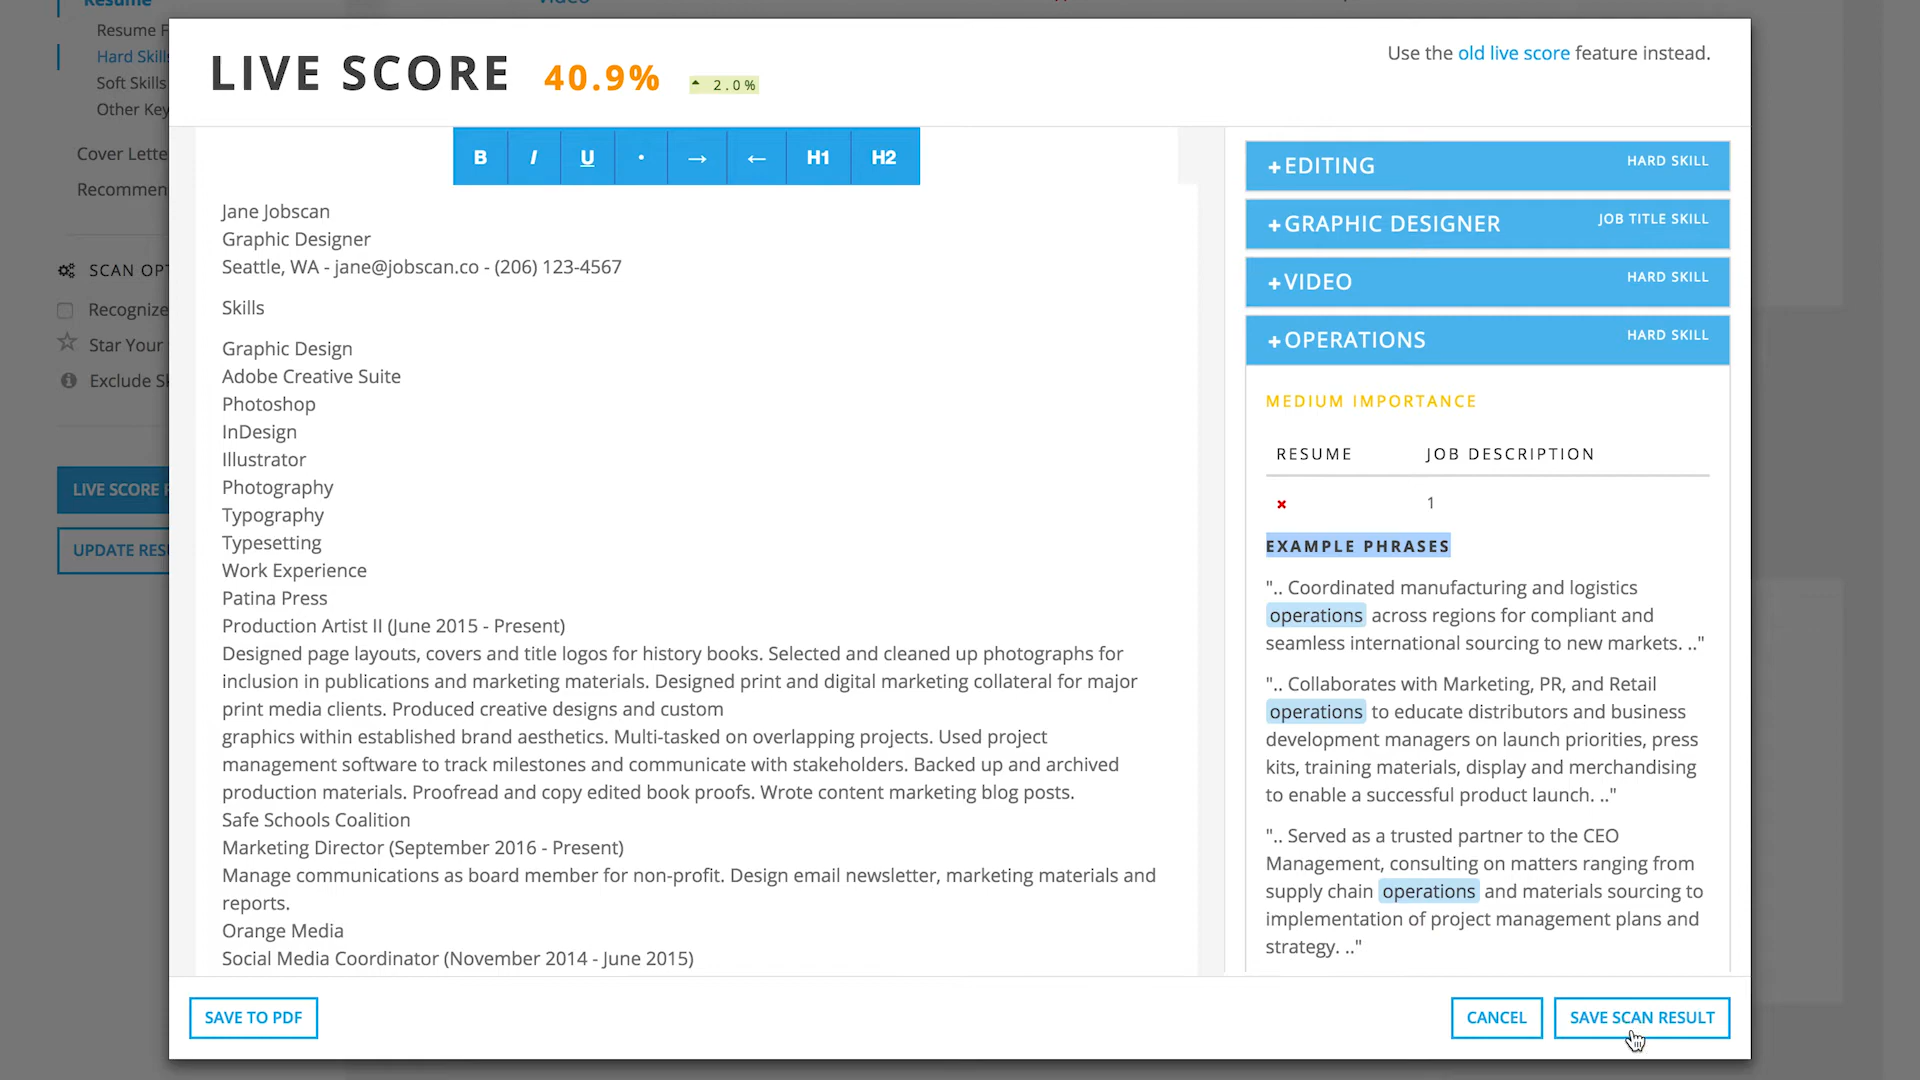 Resume
Video
Resume F
Hard Skills
Soft Skills
Other Key
Cover Lette
Recommen
SCAN OPT
Recognize
Star Your
Exclude Sk
LIVE SCORE
UPDATE RES
LIVE SCORE 40.9% 2.0%
Use the old live score feature instead.
B I U • → ← H1 H2
Jane Jobscan
Graphic Designer
Seattle, WA - jane@jobscan.co - (206) 123-4567
Skills
Graphic Design
Adobe Creative Suite
Photoshop
InDesign
Illustrator
Photography
Typography
Typesetting
Work Experience
Patina Press
Production Artist II (June 2015 - Present)
Designed page layouts, covers and title logos for history books. Selected and cleaned up photographs for
inclusion in publications and marketing materials. Designed print and digital marketing collateral for major
print media clients. Produced creative designs and custom
graphics within established brand aesthetics. Multi-tasked on overlapping projects. Used project
management software to track milestones and communicate with stakeholders. Backed up and archived
production materials. Proofread and copy edited book proofs. Wrote content marketing blog posts.
Safe Schools Coalition
Marketing Director (September 2016 - Present)
Manage communications as board member for non-profit. Design email newsletter, marketing materials and
reports.
Orange Media
Social Media Coordinator (November 2014 - June 2015)
+EDITING HARD SKILL
+GRAPHIC DESIGNER JOB TITLE SKILL
+VIDEO HARD SKILL
+OPERATIONS HARD SKILL
MEDIUM IMPORTANCE
RESUME JOB DESCRIPTION
× 1
EXAMPLE PHRASES
".. Coordinated manufacturing and logistics
operations across regions for compliant and
seamless international sourcing to new markets. .."
".. Collaborates with Marketing, PR, and Retail
operations to educate distributors and business
development managers on launch priorities, press
kits, training materials, display and merchandising
to enable a successful product launch. .."
".. Served as a trusted partner to the CEO
Management, consulting on matters ranging from
supply chain operations and materials sourcing to
implementation of project management plans and
strategy. .."
SAVE TO PDF
CANCEL
SAVE SCAN RESULT